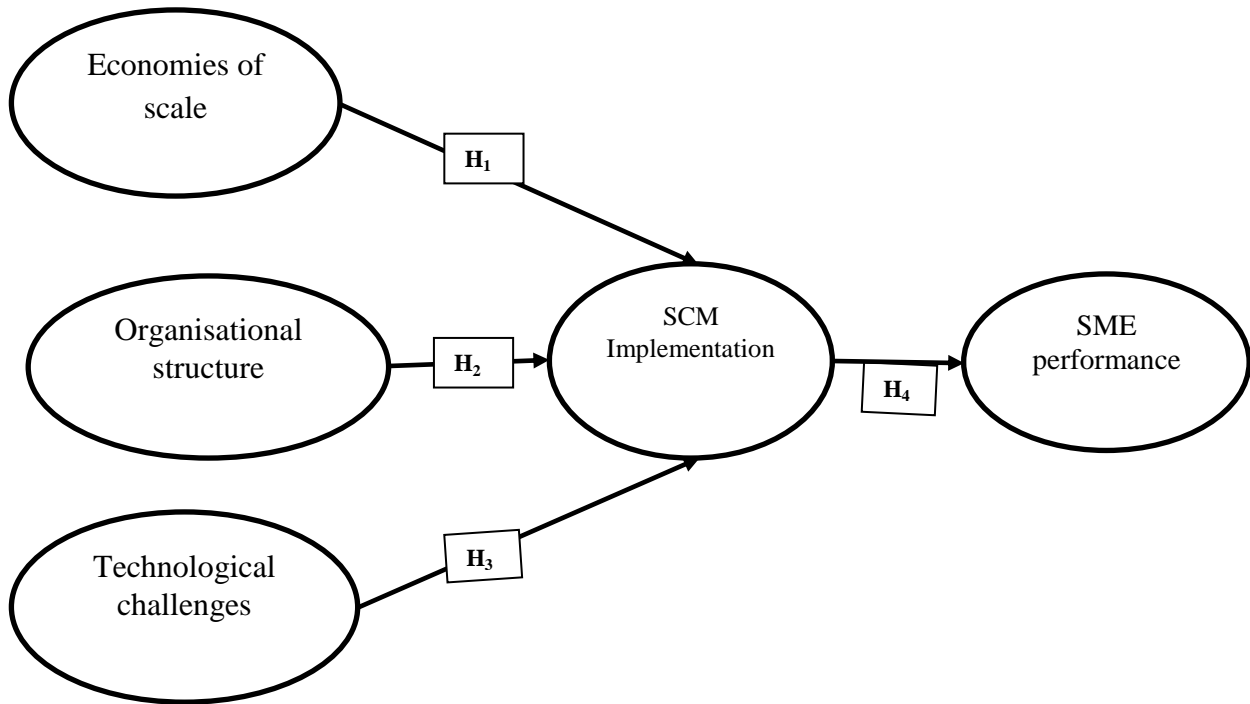 Economies of
scale
H₁
Organisational
structure
H₂
SCM
Implementation
H₄
SME
performance
Technological
challenges
H₃